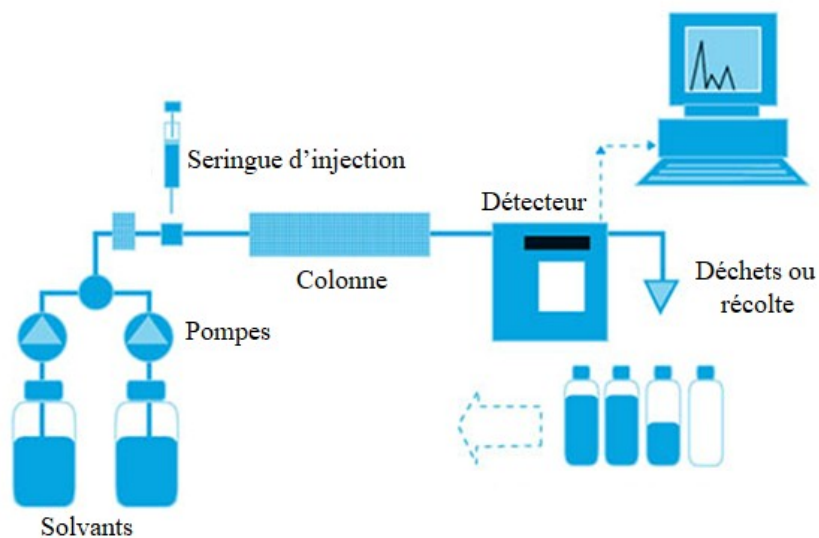 Seringue d'injection
Détecteur
Colonne
Déchets ou
récolte
Pompes
Solvants